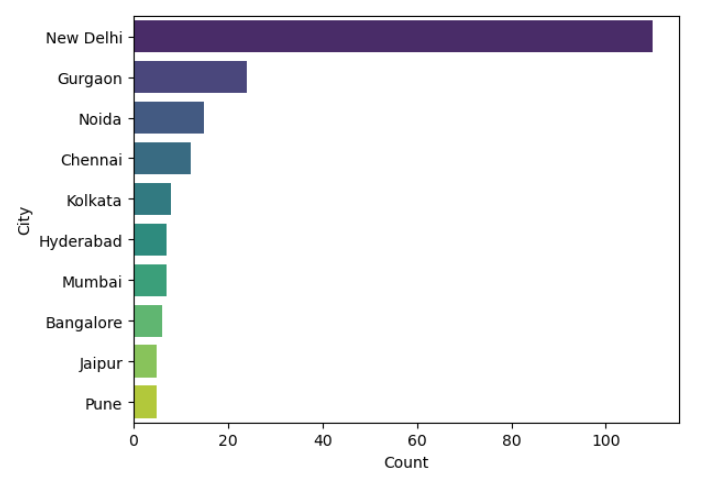 New Delhi
Gurgaon
Noida
Chennai
Kolkata
Hyderabad
Mumbai
Bangalore
Jaipur
Pune
City
0 20 40 60 80 100
Count